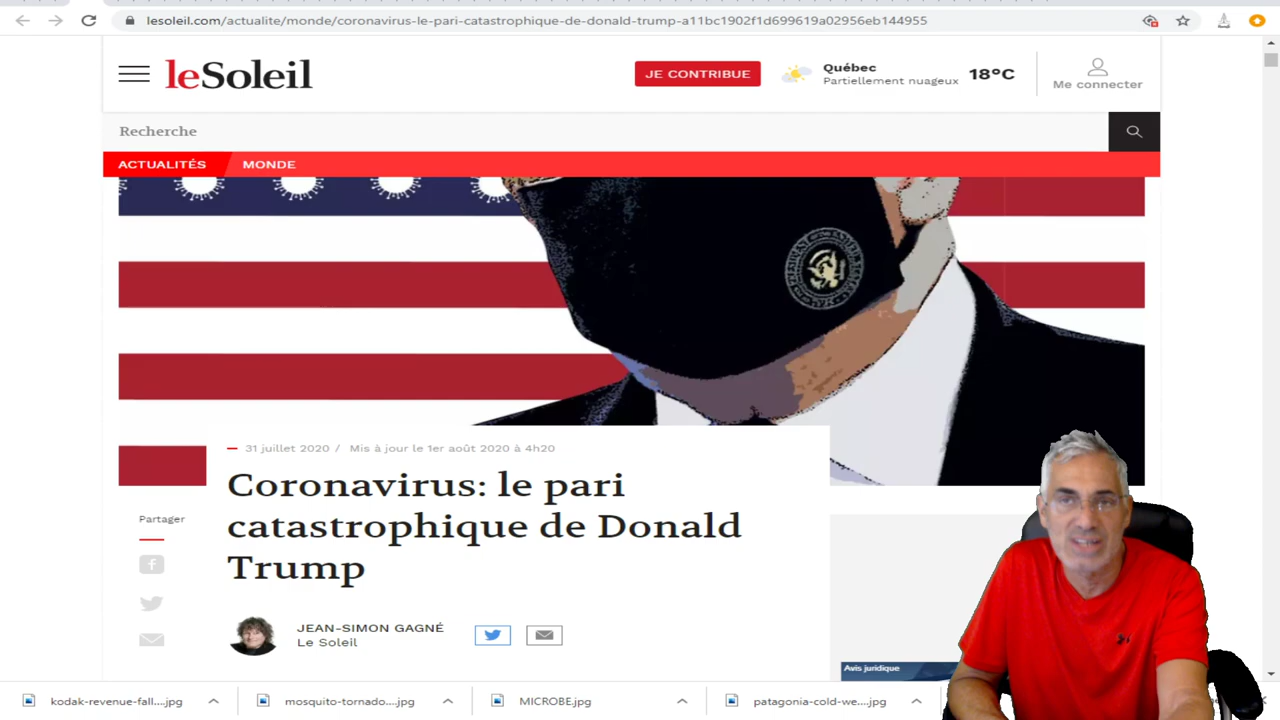 lesoleil.com/actualite/monde/coronavirus-le-pari-catastrophique-de-donald-trump-a11bc1902f1d699619a02956eb144955
leSoleil
JE CONTRIBUE
Québec
Partiellement nuageux
18°C
Me connecter
Recherche
ACTUALITÉS
MONDE
31 juillet 2020 / Mis à jour le 1er août 2020 à 4h20
Coronavirus: le pari
catastrophique de Donald
Trump
Partager
JEAN-SIMON GAGNÉ
Le Soleil
Avis juridique
kodak-revenue-fall....jpg
mosquito-tornado....jpg
MICROBE.jpg
patagonia-cold-we....jpg